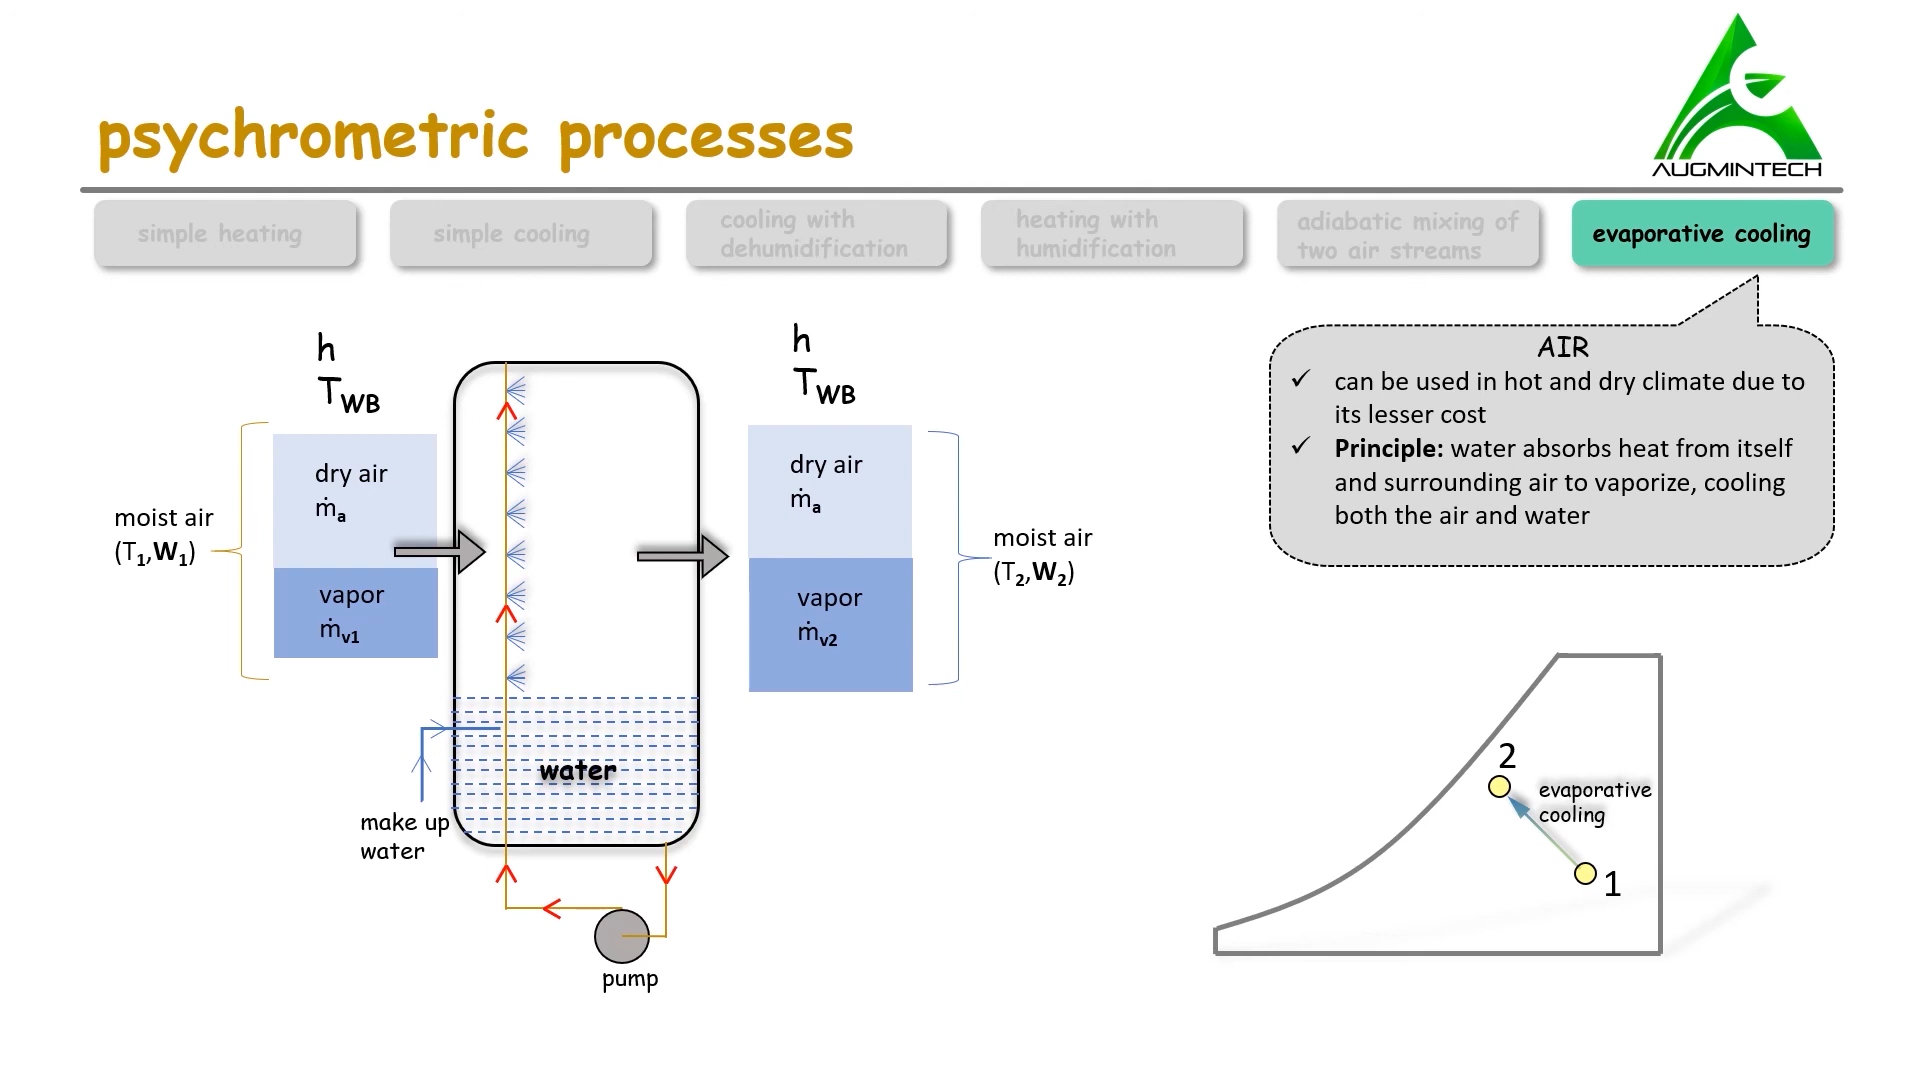 psychrometric processes
AUGMINTECH
simple heating
simple cooling
cooling with
dehumidification
heating with
humidification
adiabatic mixing of
two air streams
evaporative cooling
h
T_WB
h
T_WB
AIR
✓ can be used in hot and dry climate due to
its lesser cost
✓ Principle: water absorbs heat from itself
and surrounding air to vaporize, cooling
both the air and water
moist air
(T₁,W₁)
dry air
ṁₐ
vapor
ṁ_v1
dry air
ṁₐ
vapor
ṁ_v2
moist air
(T₂,W₂)
water
make up
water
pump
2
evaporative
cooling
1